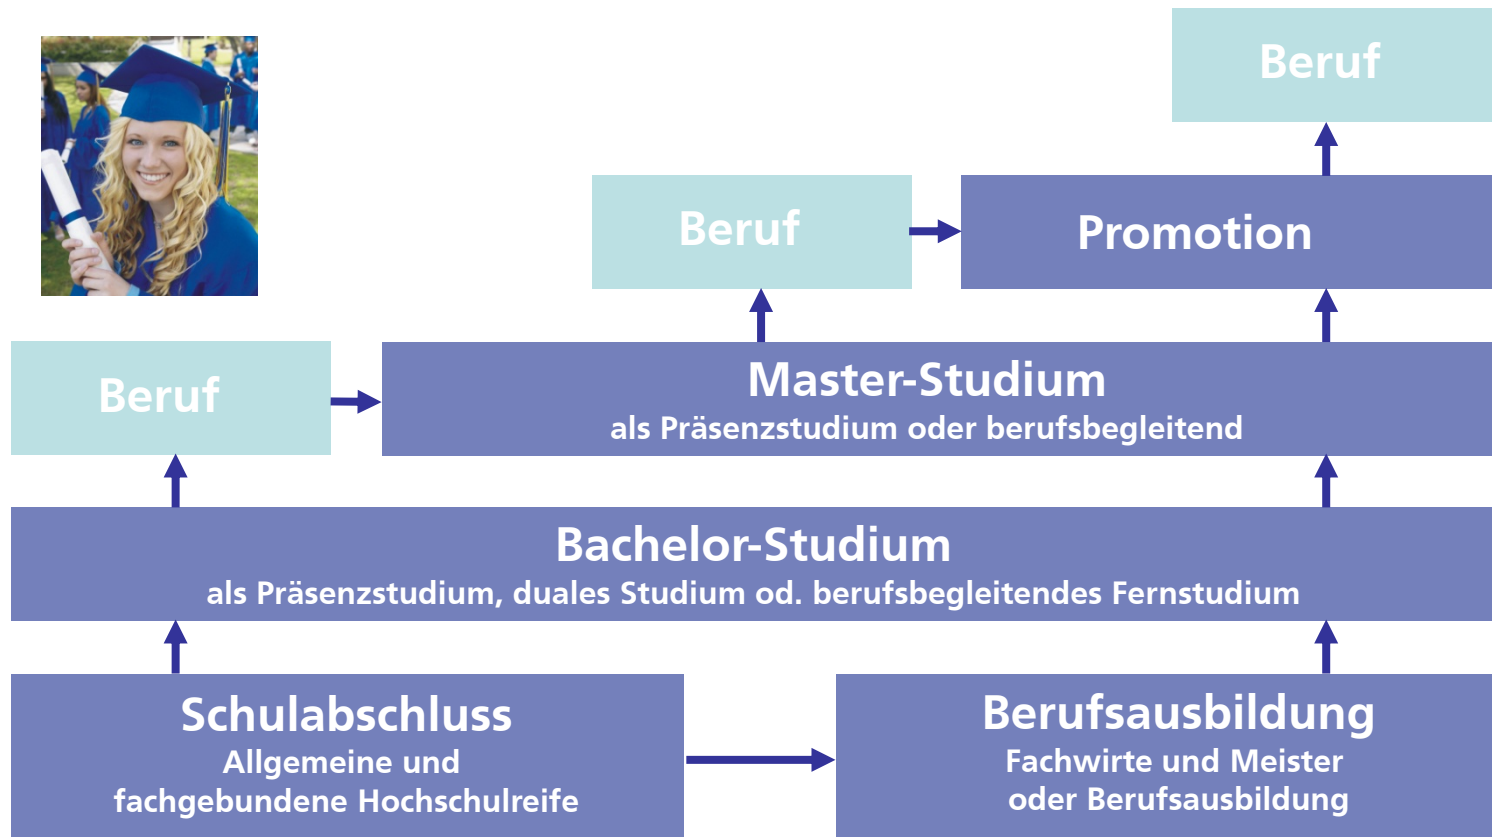 Beruf
Beruf
Promotion
Beruf
Master-Studium
als Präsenzstudium oder berufsbegleitend
Bachelor-Studium
als Präsenzstudium, duales Studium od. berufsbegleitendes Fernstudium
Schulabschluss
Allgemeine und
fachgebundene Hochschulreife
Berufsausbildung
Fachwirte und Meister
oder Berufsausbildung